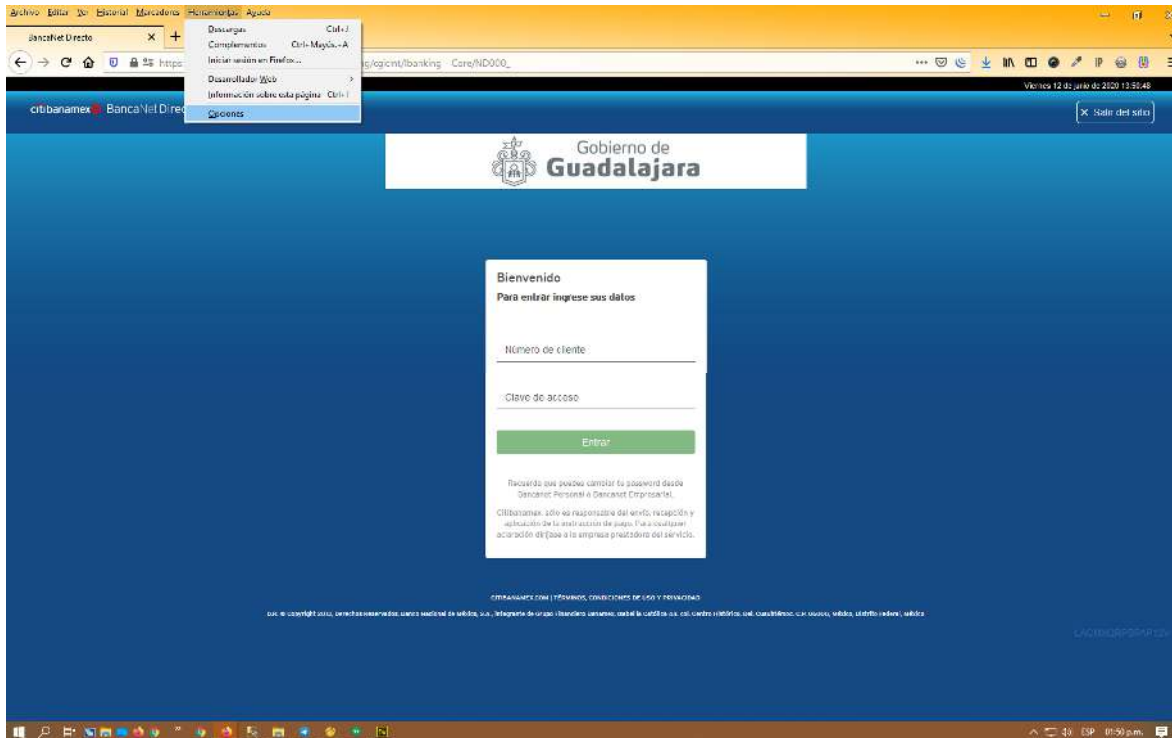 Archivo Editar Ver Historial Marcadores Herramientas Ayuda
BancaNet Directo
Descargas Ctrl+J
Complementos Ctrl+Mayús.+A
Iniciar sesión en Firefox...
Desarrollador Web
Información sobre esta página Ctrl+I
Opciones
https
Viernes 12 de junio de 2020 13:50:48
citibanamex BancaNet Direc
Salir del sitio
Gobierno de
Guadalajara
Bienvenido
Para entrar ingrese sus datos
Número de cliente
Clave de acceso
Entrar
Recuerda que puedes cambiar tu password desde
Bancanet Personal o Bancanet Empresarial.
Citibanamex, sólo es responsable del envío, recepción y
aplicación de la instrucción de pago. Para cualquier
aclaración diríjase a la empresa prestadora del servicio.
CITIBANAMEX.COM | TÉRMINOS, CONDICIONES DE USO Y PRIVACIDAD
ESP 01:50 p.m.